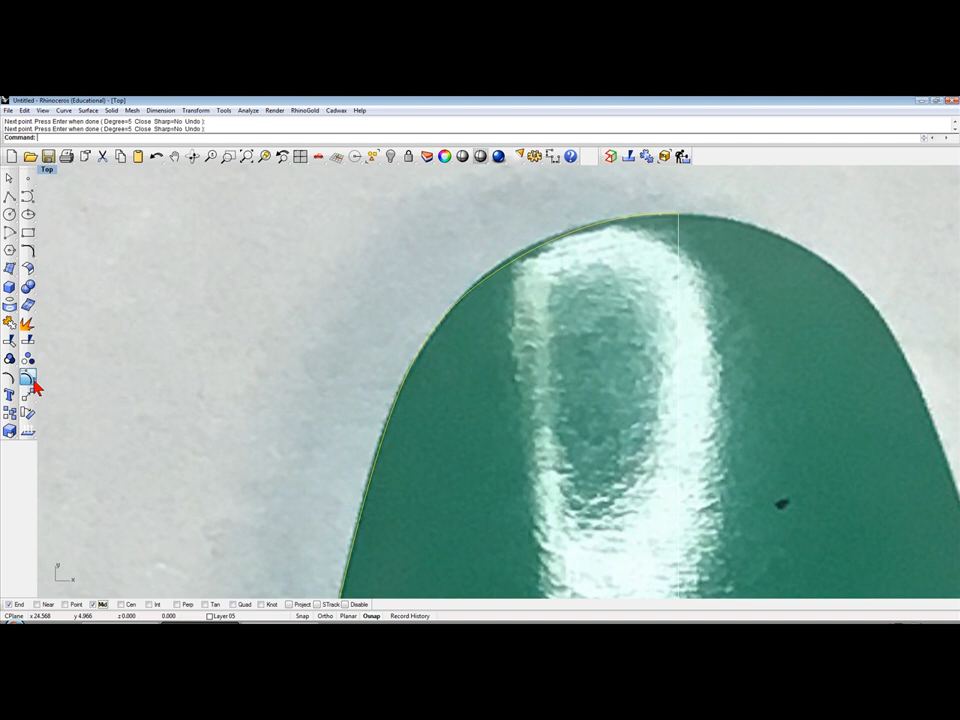 Untitled - Rhinoceros (Educational) - [Top]
File Edit View Curve Surface Solid Mesh Dimension Transform Tools Analyze Render RhinoGold Cadwax Help
Next point. Press Enter when done ( Degree=5 Close Sharp=No Undo ):
Next point. Press Enter when done ( Degree=5 Close Sharp=No Undo ):
Command:
Top
y
x
End Near Point Mid Cen Int Perp Tan Quad Knot Project STrack Disable
CPlane x 24.568 y 4.966 ± 0.000 0.000 Layer 05 Snap Ortho Planar Osnap Record History